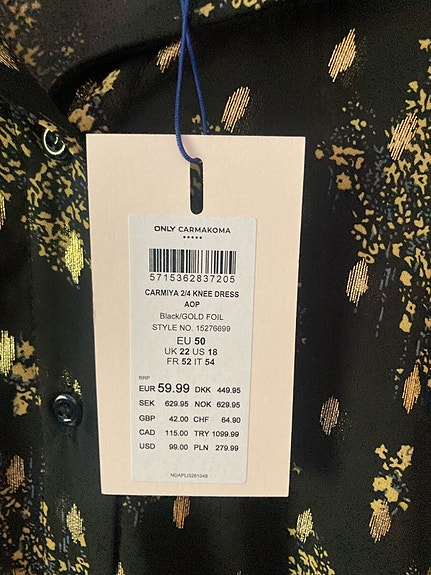 ONLY CARMAKOMA
5715362837205
CARMIYA 2/4 KNEE DRESS
AOP
Black/GOLD FOIL
STYLE NO. 15276699
EU 50
UK 22 US 18
FR 52 IT 54
RRP
EUR 59.99 DKK 449.95
SEK 629.95 NOK 629.95
GBP 42.00 CHF 64.90
CAD 115.00 TRY 1099.99
USD 99.00 PLN 279.99